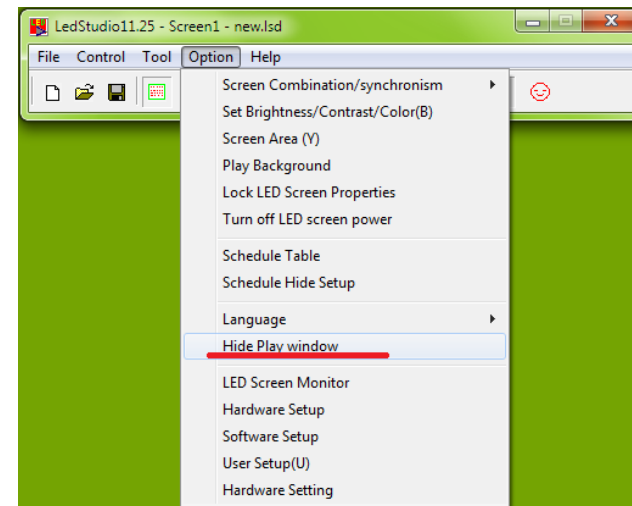 LedStudio11.25 - Screen1 - new.lsd
File Control Tool Option Help
Screen Combination/synchronism
Set Brightness/Contrast/Color(B)
Screen Area (Y)
Play Background
Lock LED Screen Properties
Turn off LED screen power
Schedule Table
Schedule Hide Setup
Language
Hide Play window
LED Screen Monitor
Hardware Setup
Software Setup
User Setup(U)
Hardware Setting